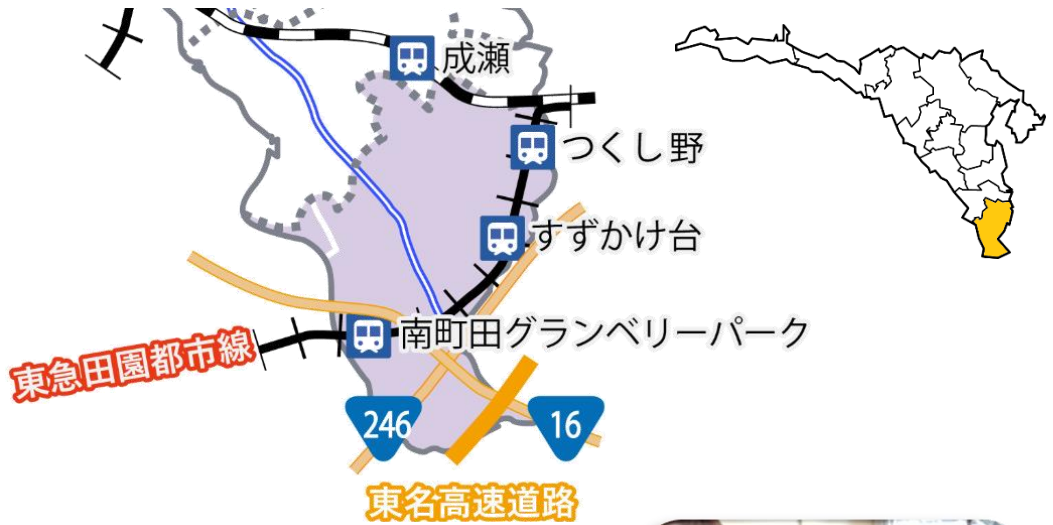 成瀬
つくし野
すずかけ台
南町田グランベリーパーク
東急田園都市線
246
16
東名高速道路